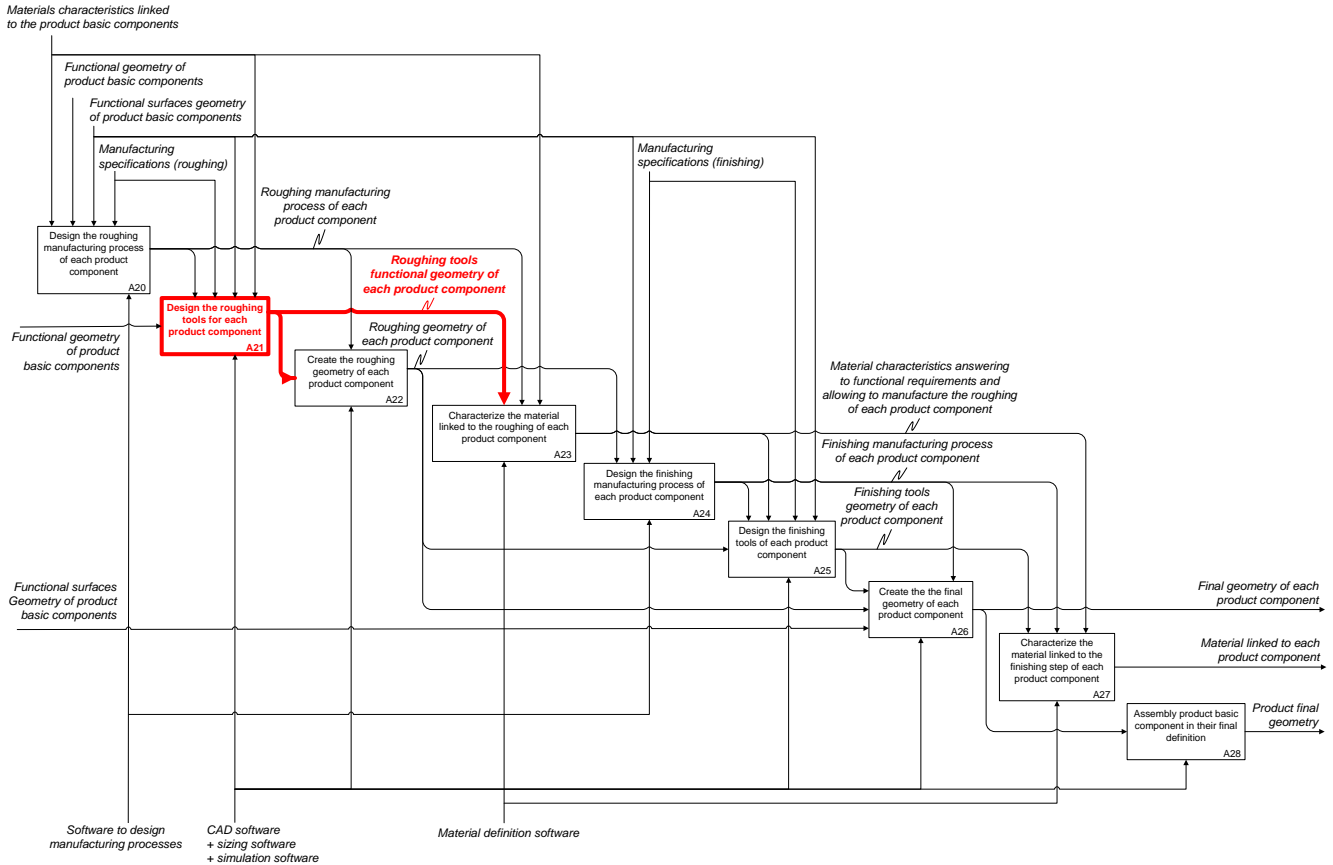 Materials characteristics linked
to the product basic components
Functional geometry of
product basic components
Functional surfaces geometry
of product basic components
Manufacturing
specifications (roughing)
Manufacturing
specifications (finishing)
Roughing manufacturing
process of each
product component
Design the roughing
manufacturing process
of each product
component
A20
Roughing tools
functional geometry of
each product component
Design the roughing
tools for each
product component
A21
Functional geometry
of product
basic components
Roughing geometry of
each product component
Create the roughing
geometry of each
product component
A22
Material characteristics answering
to functional requirements and
allowing to manufacture the roughing
of each product component
Characterize the material
linked to the roughing of each
product component
A23
Finishing manufacturing process
of each product component
Design the finishing
manufacturing process of
each product component
A24
Finishing tools
geometry of each
product component
Design the finishing
tools of each product
component
A25
Functional surfaces
Geometry of product
basic components
Create the the final
geometry of each
product component
A26
Final geometry of each
product component
Characterize the
material linked to the
finishing step of each
product component
A27
Material linked to each
product component
Assembly product basic
component in their final
definition
A28
Product final
geometry
Software to design
manufacturing processes
CAD software
+ sizing software
+ simulation software
Material definition software